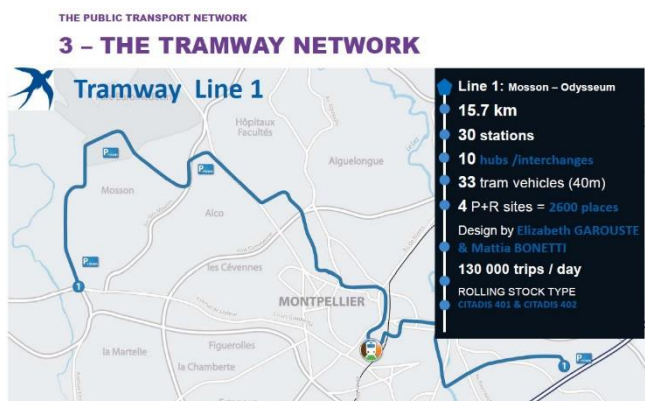 THE PUBLIC TRANSPORT NETWORK
3 – THE TRAMWAY NETWORK
Tramway Line 1
Line 1: Mosson – Odysseum
15.7 km
30 stations
10 hubs /interchanges
33 tram vehicles (40m)
4 P+R sites = 2600 places
Design by Elizabeth GAROUSTE
& Mattia BONETTI
130 000 trips / day
ROLLING STOCK TYPE
CITADIS 401 & CITADIS 402
Hôpitaux
Facultés
Aiguelongue
Mosson
Alco
les Cévennes
MONTPELLIER
Figuerolles
la Martelle
la Chamberte
P
P
P
P
1
1